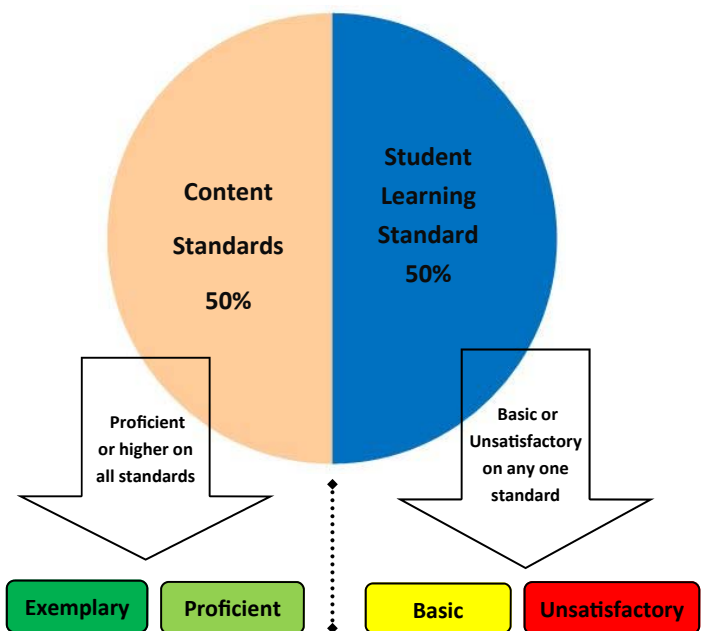 Content
Standards
50%
Student
Learning
Standard
50%
Proficient
or higher on
all standards
Basic or
Unsatisfactory
on any one
standard
Exemplary
Proficient
Basic
Unsatisfactory